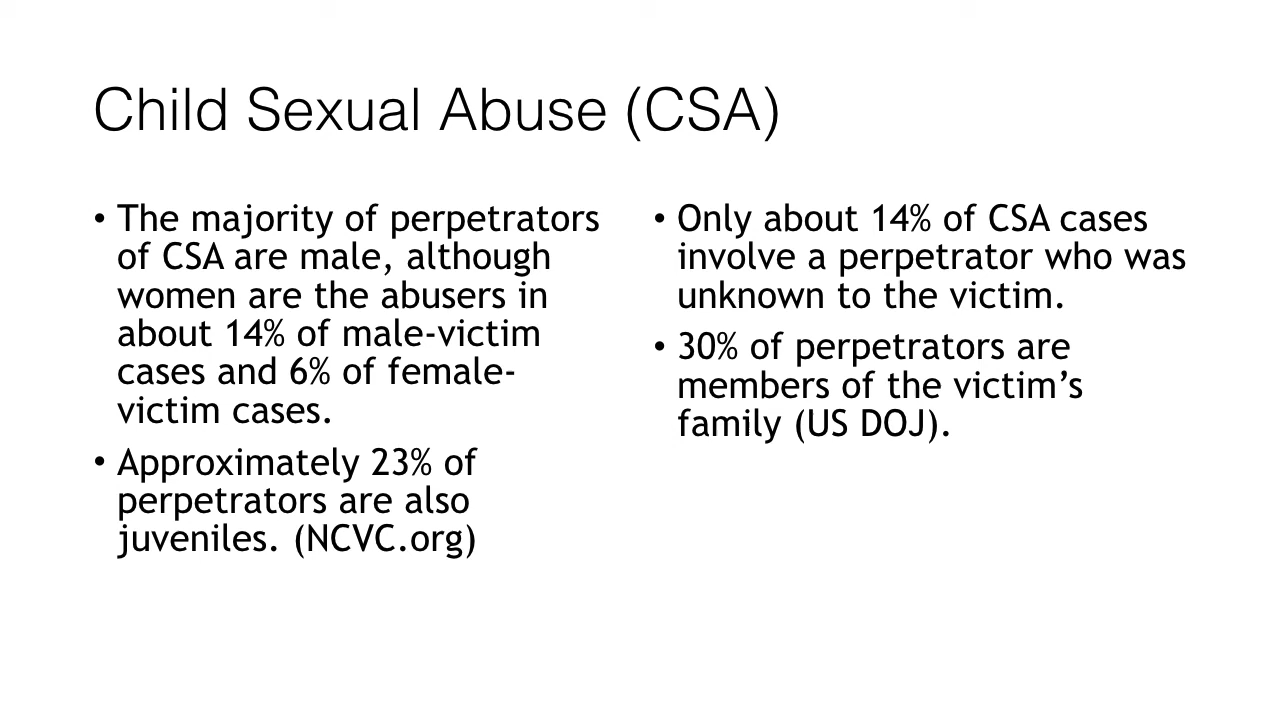 Child Sexual Abuse (CSA)
• The majority of perpetrators
of CSA are male, although
women are the abusers in
about 14% of male-victim
cases and 6% of female-
victim cases.
• Approximately 23% of
perpetrators are also
juveniles. (NCVC.org)
• Only about 14% of CSA cases
involve a perpetrator who was
unknown to the victim.
• 30% of perpetrators are
members of the victim’s
family (US DOJ).